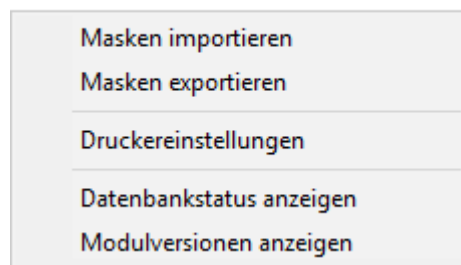 Masken importieren
Masken exportieren
Druckereinstellungen
Datenbankstatus anzeigen
Modulversionen anzeigen